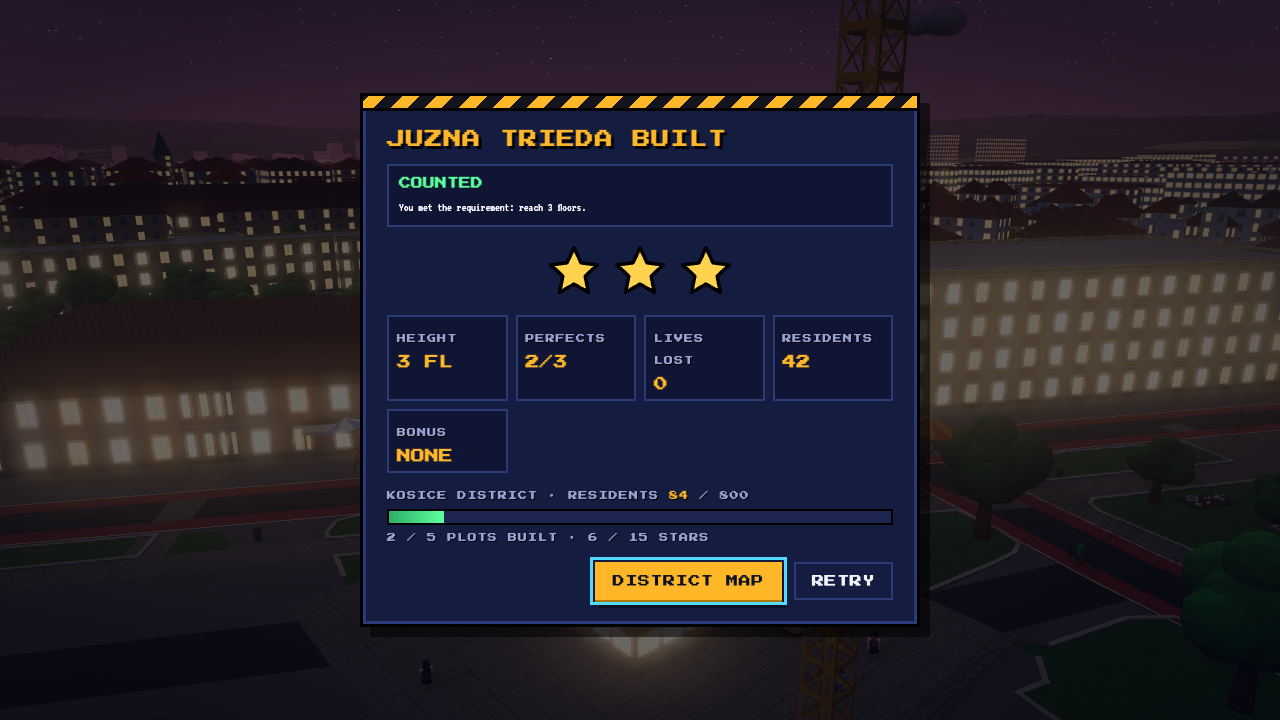 JUZNA TRIEDA BUILT
COUNTED
You met the requirement: reach 3 floors.
HEIGHT
3 FL
PERFECTS
2/3
LIVES
LOST
0
RESIDENTS
42
BONUS
NONE
KOSICE DISTRICT · RESIDENTS 84 / 800
2 / 5 PLOTS BUILT · 6 / 15 STARS
DISTRICT MAP
RETRY